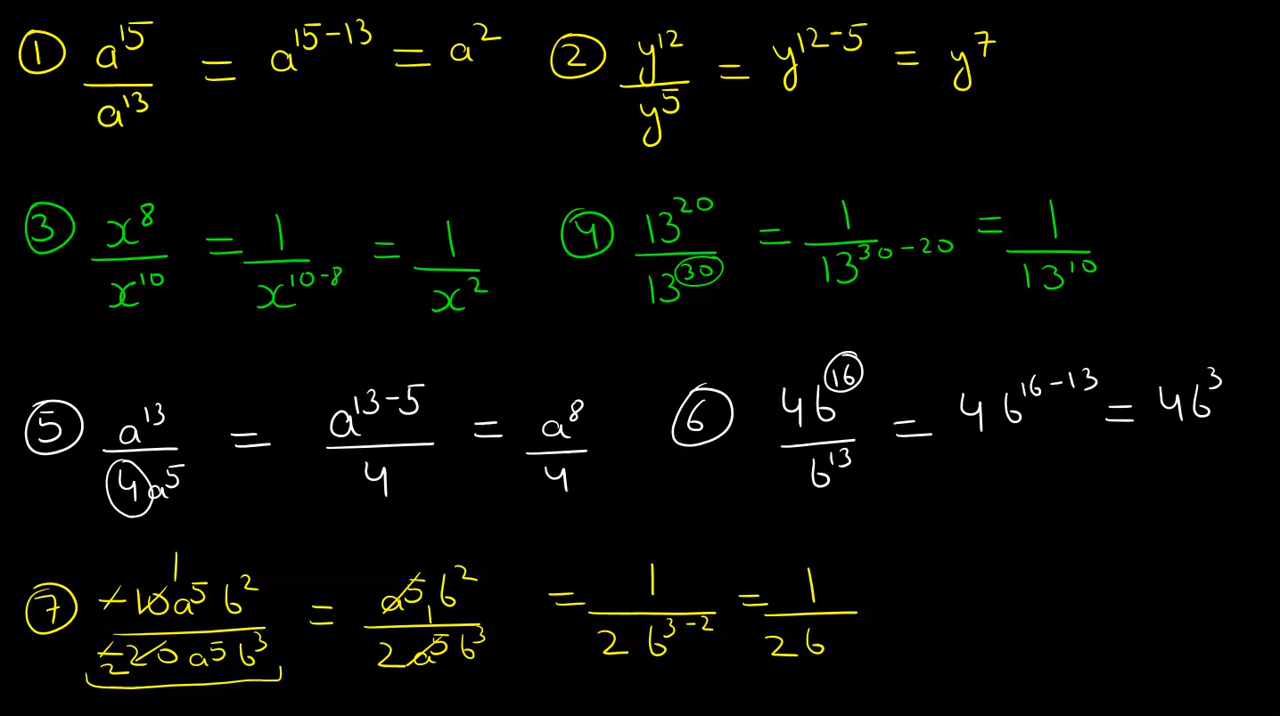 ① a^15/a^13 = a^(15-13) = a^2
② y^12/y^5 = y^(12-5) = y^7
③ x^8/x^10 = 1/x^(10-8) = 1/x^2
④ 13^20/13^30 = 1/13^(30-20) = 1/13^10
⑤ a^13/4a^5 = a^(13-5)/4 = a^8/4
⑥ 4b^16/b^13 = 4b^(16-13) = 4b^3
⑦ 1 -10a^5 b^2/-20a^5 b^3 2 = a^5 b^2/2a^5 b^3 1 = 1/2b^(3-2) = 1/2b